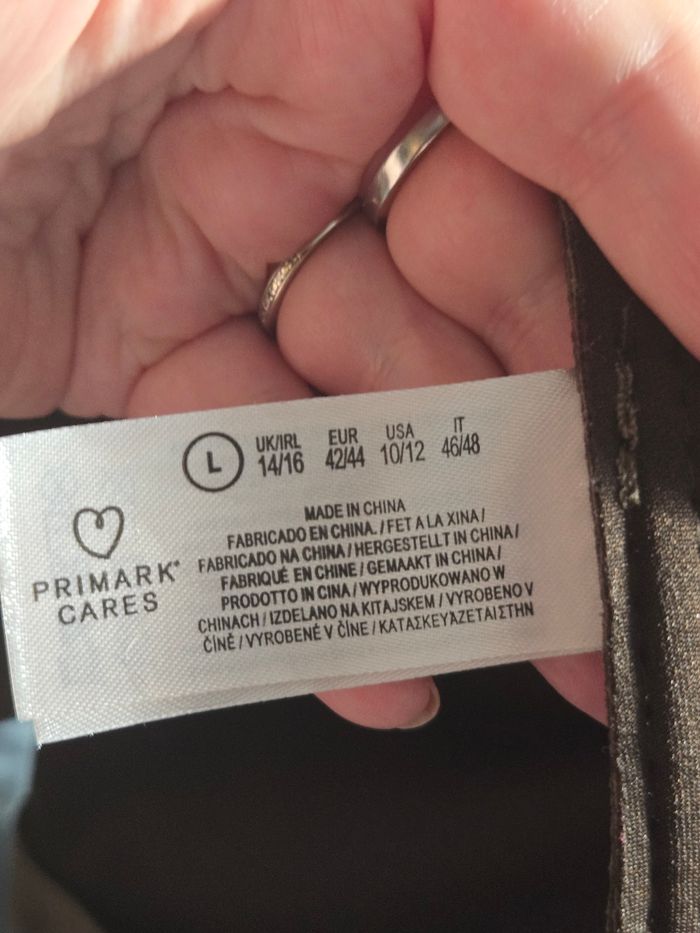 L
UK/IRL EUR USA IT
14/16 42/44 10/12 46/48
PRIMARK®
CARES
MADE IN CHINA
FABRICADO EN CHINA. / FET A LA XINA /
FABRICADO NA CHINA / HERGESTELLT IN CHINA /
FABRIQUÉ EN CHINE / GEMAAKT IN CHINA /
PRODOTTO IN CINA / WYPRODUKOWANO W
CHINACH / IZDELANO NA KITAJSKEM / VYROBENO V
ČÍNĚ / VYROBENÉ V ČÍNE / ΚΑΤΑΣΚΕΥΆΖΕΤΑΙΣΤΗΝ